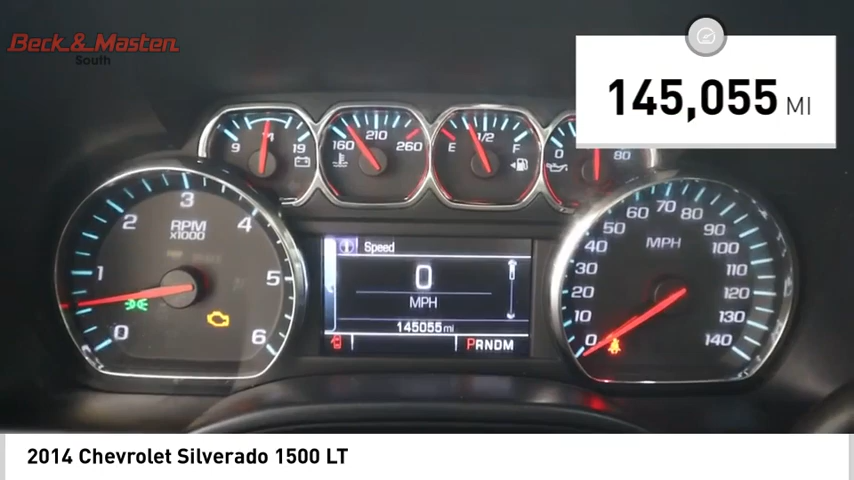 Beck & Masten
South
145,055 MI
9 19
160 210 260
E 1/2 F
0 80
RPM
x1000
0 1 2 3 4 5 6
Speed
0
MPH
145055 mi
PRNDM
MPH
0 10 20 30 40 50 60 70 80 90 100 110 120 130 140
2014 Chevrolet Silverado 1500 LT